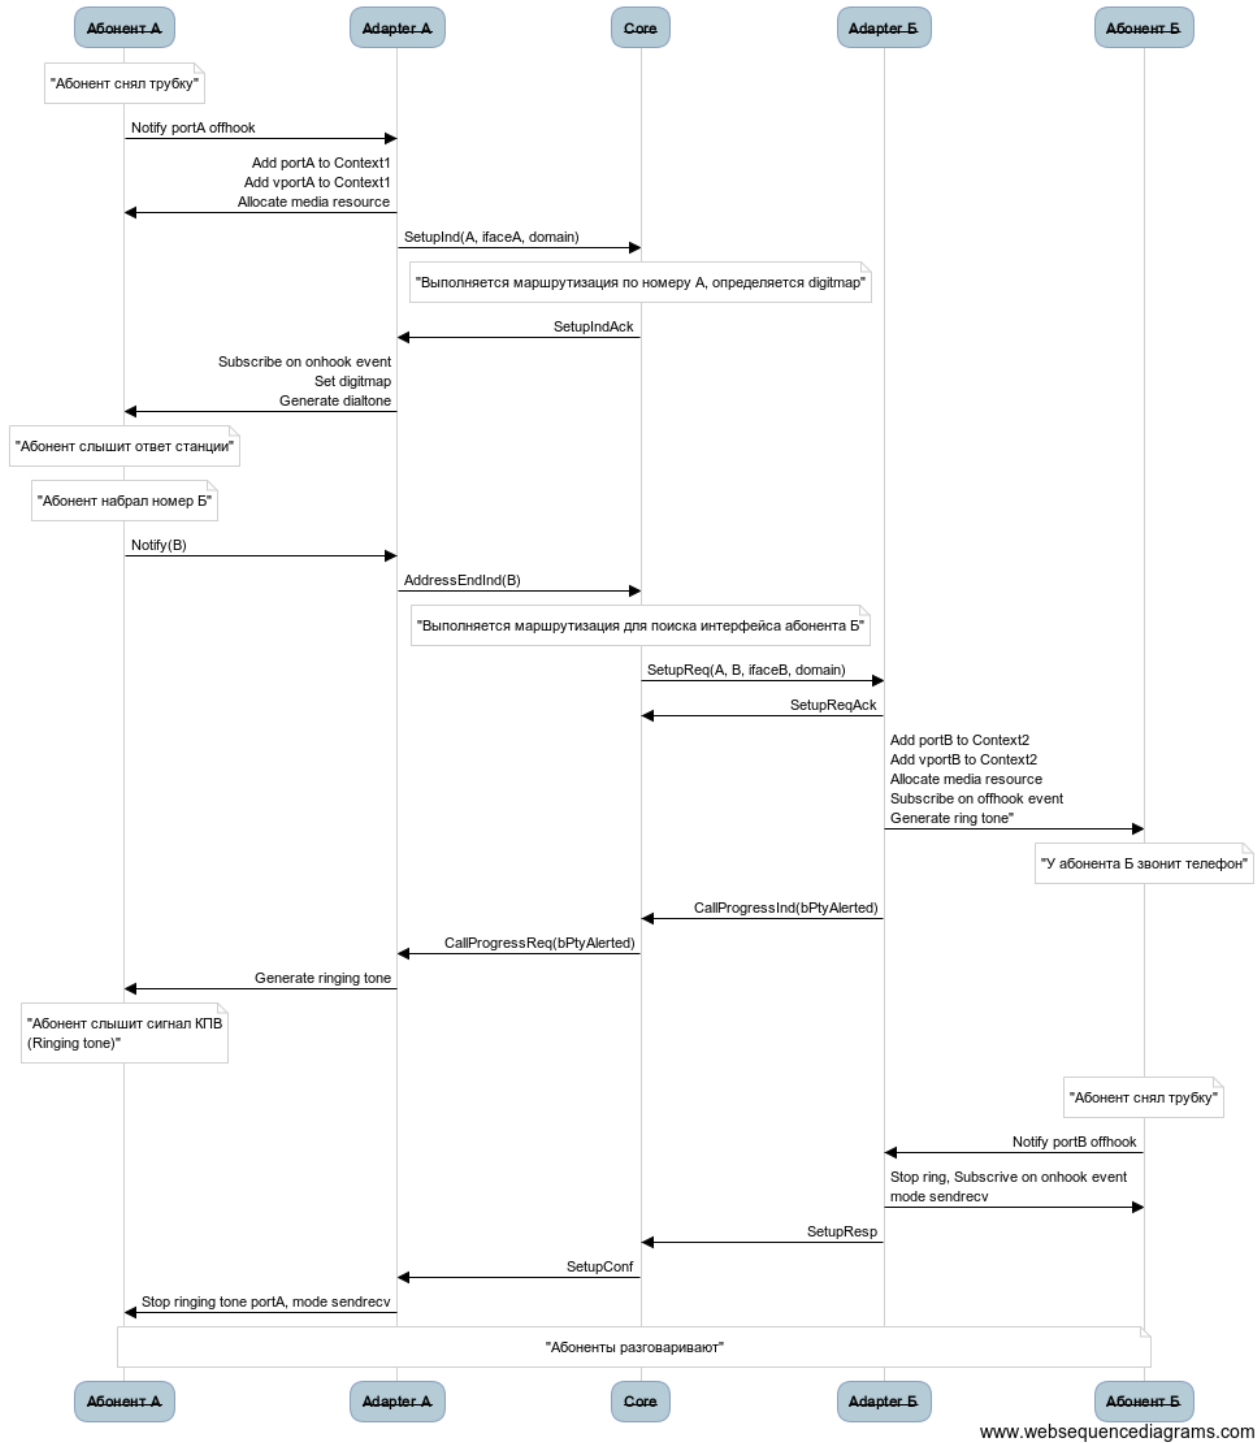 Абонент А
Adapter А
Core
Adapter Б
Абонент Б
"Абонент снял трубку"
Notify portA offhook
Add portA to Context1
Add vportA to Context1
Allocate media resource
SetupInd(A, ifaceA, domain)
"Выполняется маршрутизация по номеру А, определяется digitmap"
SetupIndAck
Subscribe on onhook event
Set digitmap
Generate dialtone
"Абонент слышит ответ станции"
"Абонент набрал номер Б"
Notify(B)
AddressEndInd(B)
"Выполняется маршрутизация для поиска интерфейса абонента Б"
SetupReq(A, B, ifaceB, domain)
SetupReqAck
Add portB to Context2
Add vportB to Context2
Allocate media resource
Subscribe on offhook event
Generate ring tone"
"У абонента Б звонит телефон"
CallProgressInd(bPtyAlerted)
CallProgressReq(bPtyAlerted)
Generate ringing tone
"Абонент слышит сигнал КПВ
(Ringing tone)"
"Абонент снял трубку"
Notify portB offhook
Stop ring, Subscrive on onhook event
mode sendrecv
SetupResp
SetupConf
Stop ringing tone portA, mode sendrecv
"Абоненты разговаривают"
Абонент А
Adapter А
Core
Adapter Б
Абонент Б
www.websequencediagrams.com